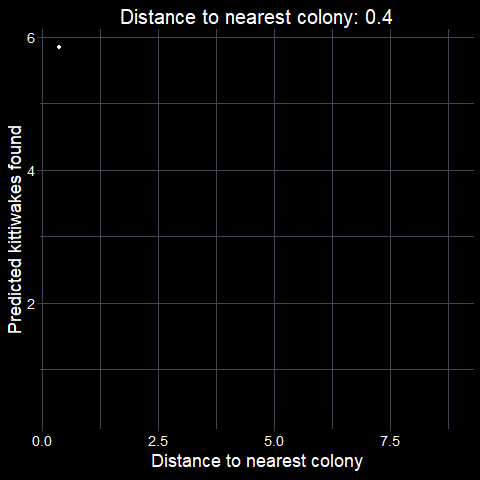 Distance to nearest colony: 0.4
Predicted kittiwakes found
6
4
2
0.0 2.5 5.0 7.5
Distance to nearest colony